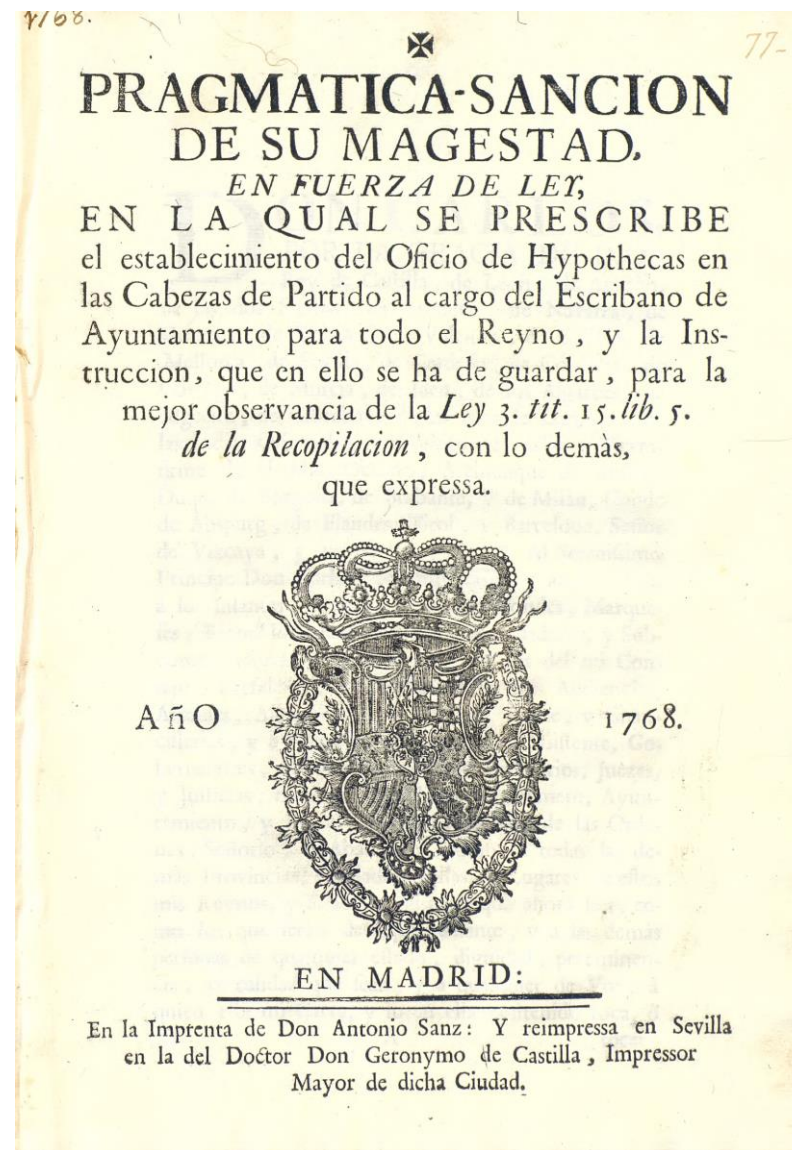 1768.
77-
✠
PRAGMATICA-SANCION
DE SU MAGESTAD,
EN FUERZA DE LEY,
EN LA QUAL SE PRESCRIBE
el establecimiento del Oficio de Hypothecas en
las Cabezas de Partido al cargo del Escribano de
Ayuntamiento para todo el Reyno, y la Ins-
truccion, que en ello se ha de guardar, para la
mejor observancia de la Ley 3. tit. 15. lib. 5.
de la Recopilacion, con lo demàs,
que expressa.
AñO 1768.
EN MADRID:
En la Imprenta de Don Antonio Sanz: Y reimpressa en Sevilla
en la del Doctor Don Geronymo de Castilla, Impressor
Mayor de dicha Ciudad.